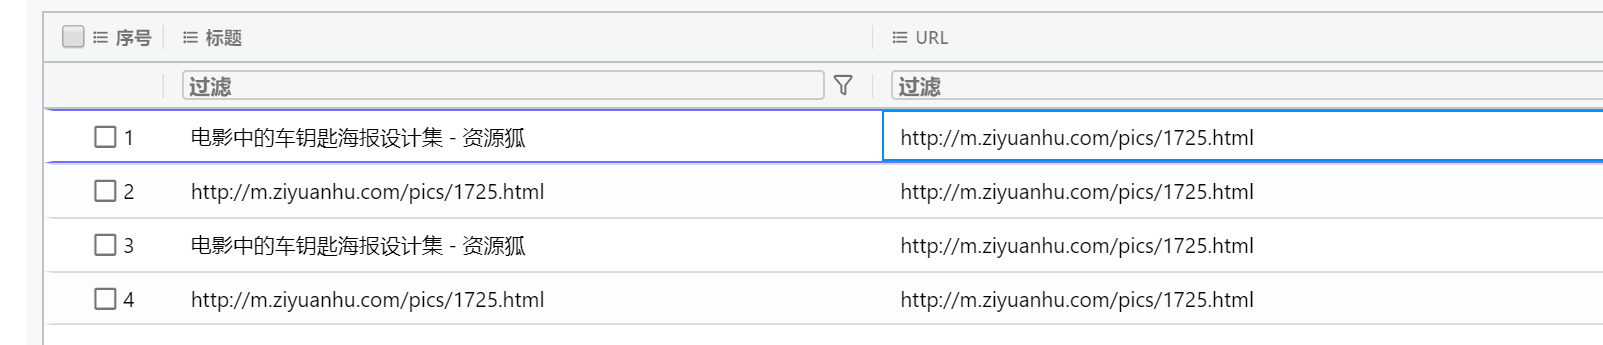 序号 标题 URL
过滤 过滤
1 电影中的车钥匙海报设计集 - 资源狐 http://m.ziyuanhu.com/pics/1725.html
2 http://m.ziyuanhu.com/pics/1725.html http://m.ziyuanhu.com/pics/1725.html
3 电影中的车钥匙海报设计集 - 资源狐 http://m.ziyuanhu.com/pics/1725.html
4 http://m.ziyuanhu.com/pics/1725.html http://m.ziyuanhu.com/pics/1725.html